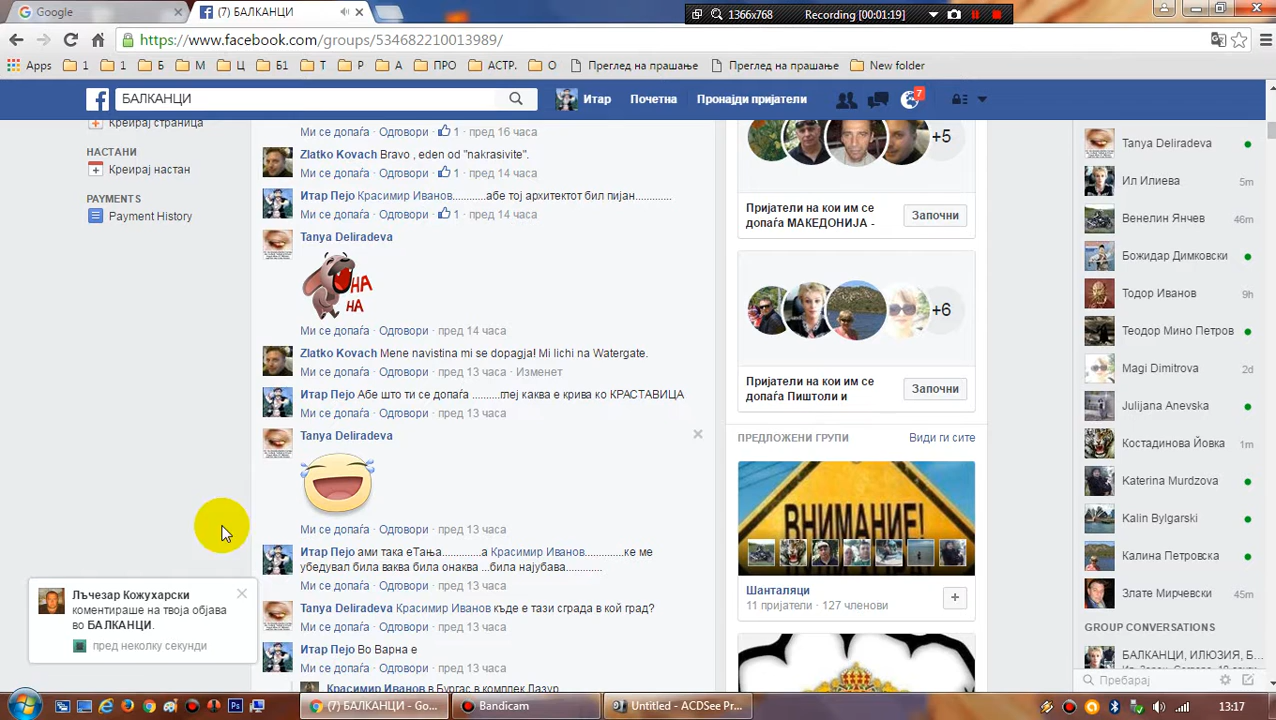 Google
(7) БАЛКАНЦИ
1366x768
Recording [00:01:19]
https://www.facebook.com/groups/534682210013989/
Apps
1
1
Б
М
Ц
Б1
Т
Р
А
ПРО
АСТР.
О
Преглед на прашање
Преглед на прашање
New folder
БАЛКАНЦИ
Итар
Почетна
Пронајди пријатели
7
Креирај страница
НАСТАНИ
Креирај настан
PAYMENTS
Payment History
Ми се допаѓа · Одговори · 1 · пред 16 часа
Zlatko Kovach Bravo, eden od "nakrasivite".
Ми се допаѓа · Одговори · 1 · пред 14 часа
Итар Пејо Красимир Иванов...........абе тој архитектот бил пијан............
Ми се допаѓа · Одговори · 1 · пред 14 часа
Tanya Deliradeva
HA
HA
Ми се допаѓа · Одговори · пред 14 часа
Zlatko Kovach Mene navistina mi se dopagja! Mi lichi na Watergate.
Ми се допаѓа · Одговори · пред 13 часа · Изменет
Итар Пејо Абе што ти се допаѓа ..........глеј каква е крива ко КРАСТАВИЦА
Ми се допаѓа · Одговори · пред 13 часа
Tanya Deliradeva
Ми се допаѓа · Одговори · пред 13 часа
Итар Пејо ами така е Тања.............а Красимир Иванов............ке ме
убедувал била ваква била онаква ...била најубава...........
Ми се допаѓа · Одговори · пред 13 часа
Tanya Deliradeva Красимир Иванов къде е тази сграда в кой град?
Ми се допаѓа · Одговори · пред 13 часа
Итар Пејо Во Варна е
Ми се допаѓа · Одговори · пред 13 часа
Красимир Иванов в Бургас в комплек Лазур
Лъчезар Кожухарски
коментираше на твоја објава
во БАЛКАНЦИ.
пред неколку секунди
+5
Пријатели на кои им се
допаѓа МАКЕДОНИЈА -
Започни
+6
Пријатели на кои им се
допаѓа Пиштоли и
Започни
ПРЕДЛОЖЕНИ ГРУПИ
Види ги сите
ВНИМАНИЕ!
Шанталяци
11 пријатели · 127 членови
Tanya Deliradeva
Ил Илиева 5m
Венелин Янчев 46m
Божидар Димковски
Тодор Иванов 9h
Теодор Мино Петров
Magi Dimitrova 2d
Julijana Anevska
Костадинова Йовка 1m
Katerina Murdzova
Kalin Bylgarski
Калина Петровска
Злате Мирчевски 45m
GROUP CONVERSATIONS
БАЛКАНЦИ, ИЛЮЗИЯ, Б...
Пребарај
(7) БАЛКАНЦИ - Go...
Bandicam
Untitled - ACDSee Pr...
13:17